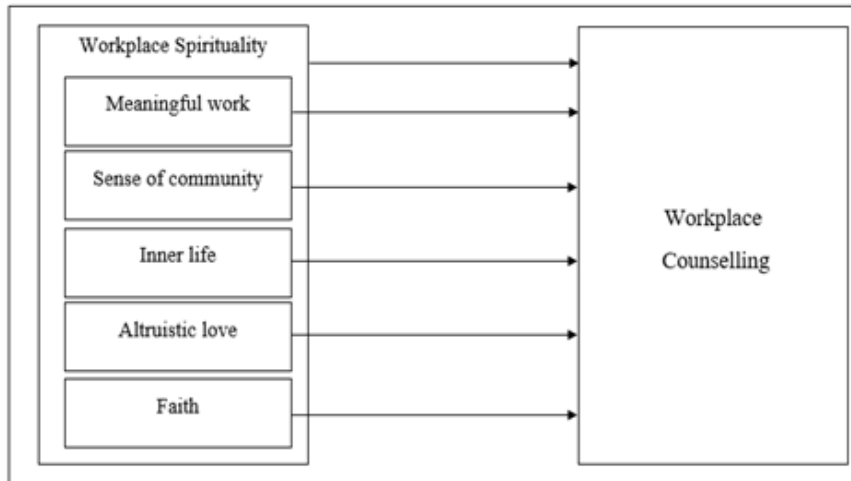 Workplace Spirituality
Meaningful work
Sense of community
Inner life
Altruistic love
Faith
Workplace
Counselling